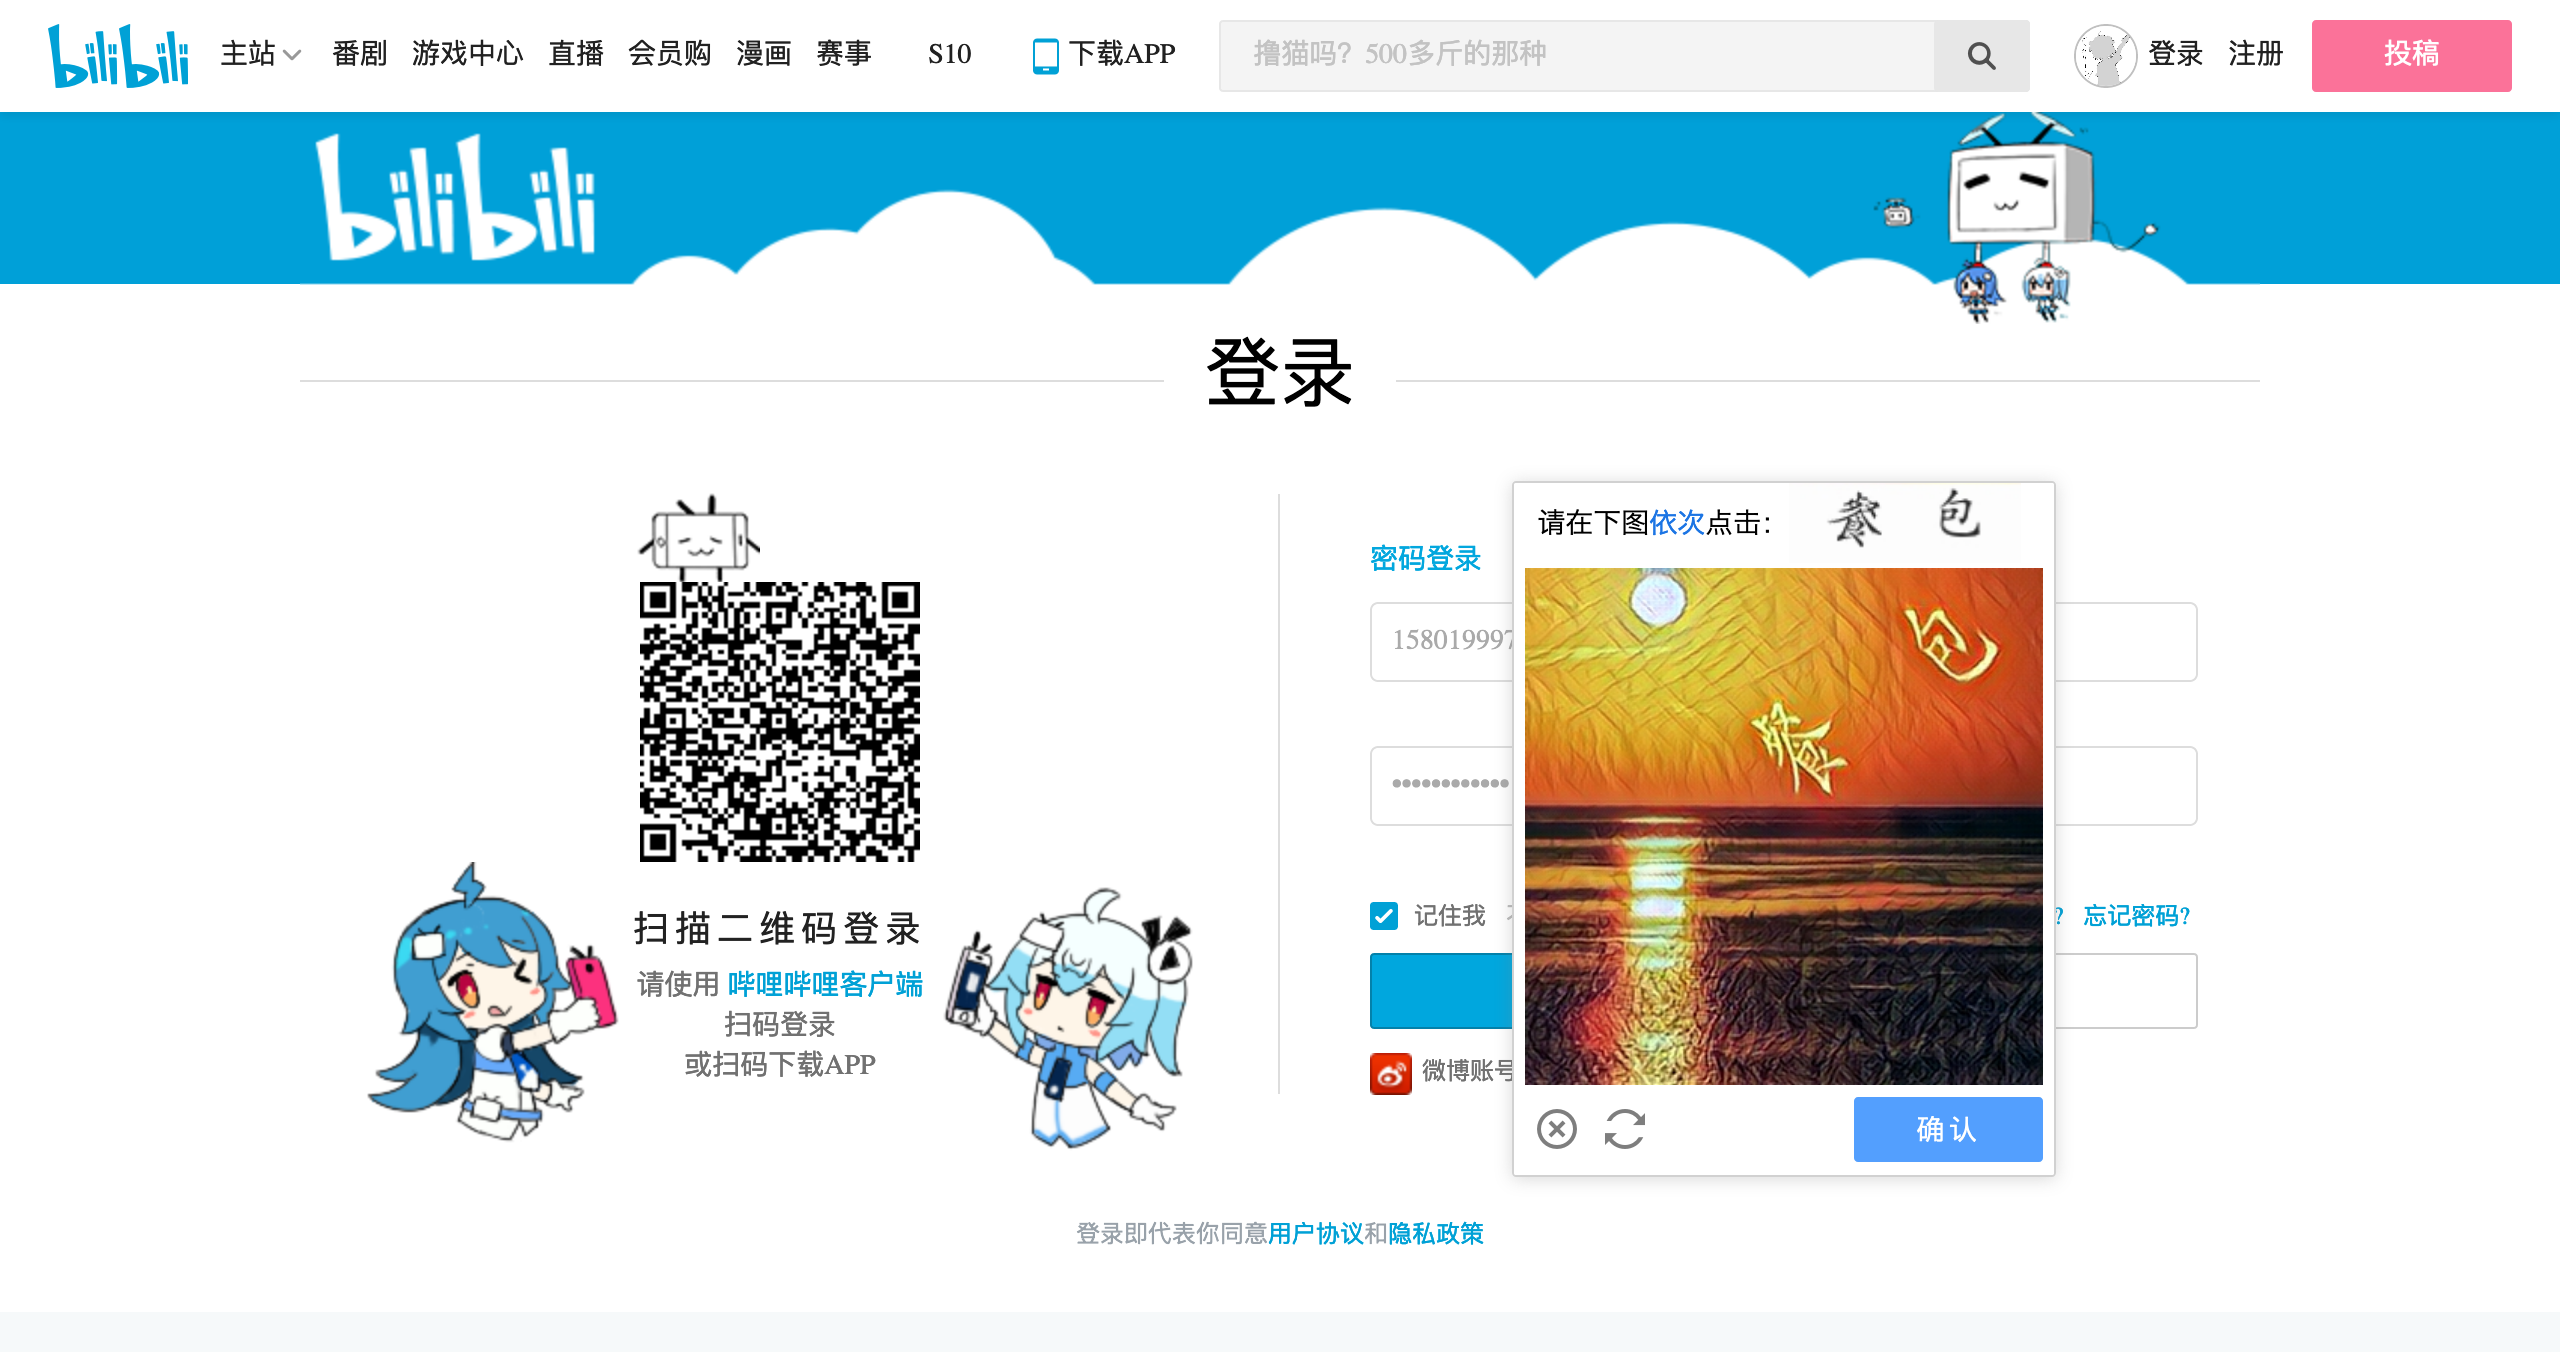 bilibili 主站 番剧 游戏中心 直播 会员购 漫画 赛事 S10 下载APP 撸猫吗？500多斤的那种 登录 注册 投稿
bilibili
登录
扫描二维码登录
请使用 哔哩哔哩客户端
扫码登录
或扫码下载APP
密码登录
158019997
记住我
? 忘记密码?
微博账号
请在下图依次点击： 餐 包
包
餐
确认
登录即代表你同意用户协议和隐私政策